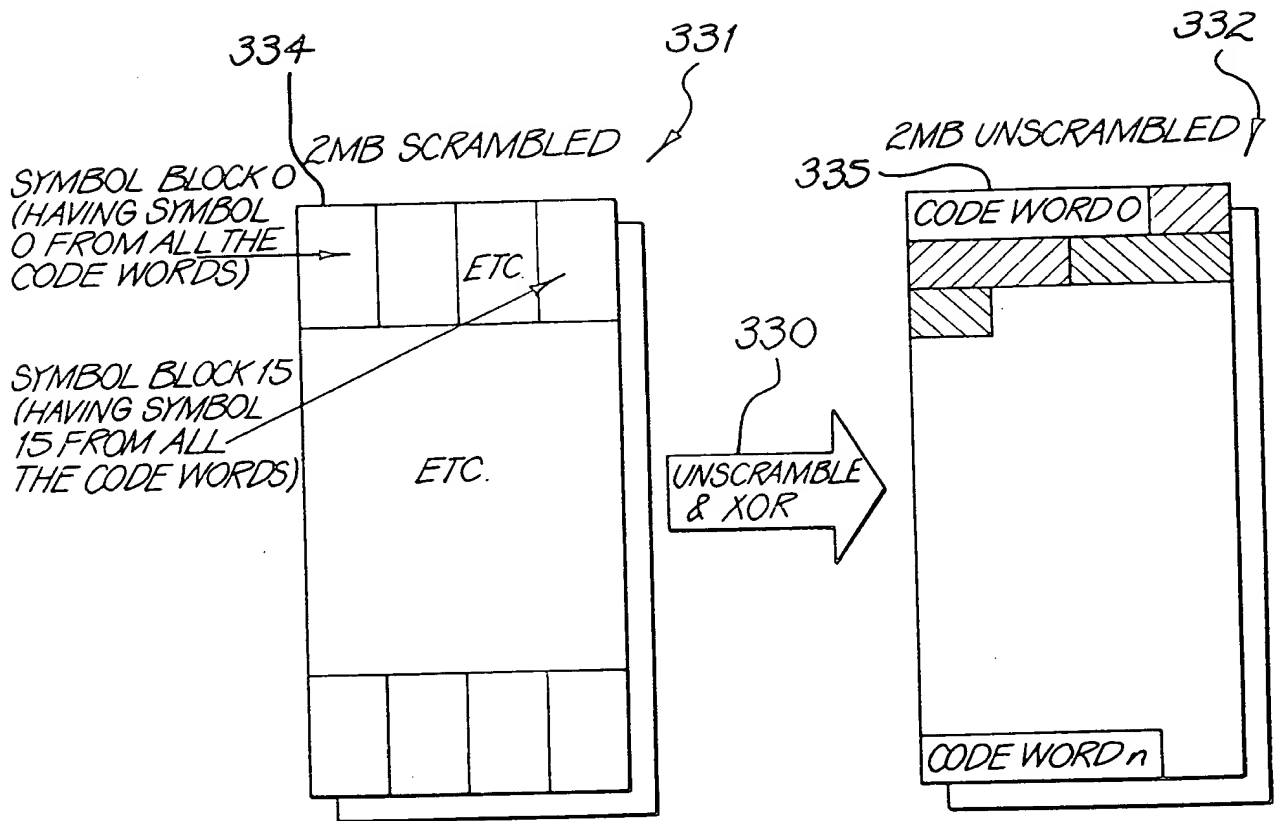 334
331
332
2MB SCRAMBLED
2MB UNSCRAMBLED
335
SYMBOL BLOCK 0
(HAVING SYMBOL
0 FROM ALL THE
CODE WORDS)
ETC.
CODE WORD 0
SYMBOL BLOCK 15
(HAVING SYMBOL
15 FROM ALL
THE CODE WORDS)
ETC.
330
UNSCRAMBLE
& XOR
CODE WORD n